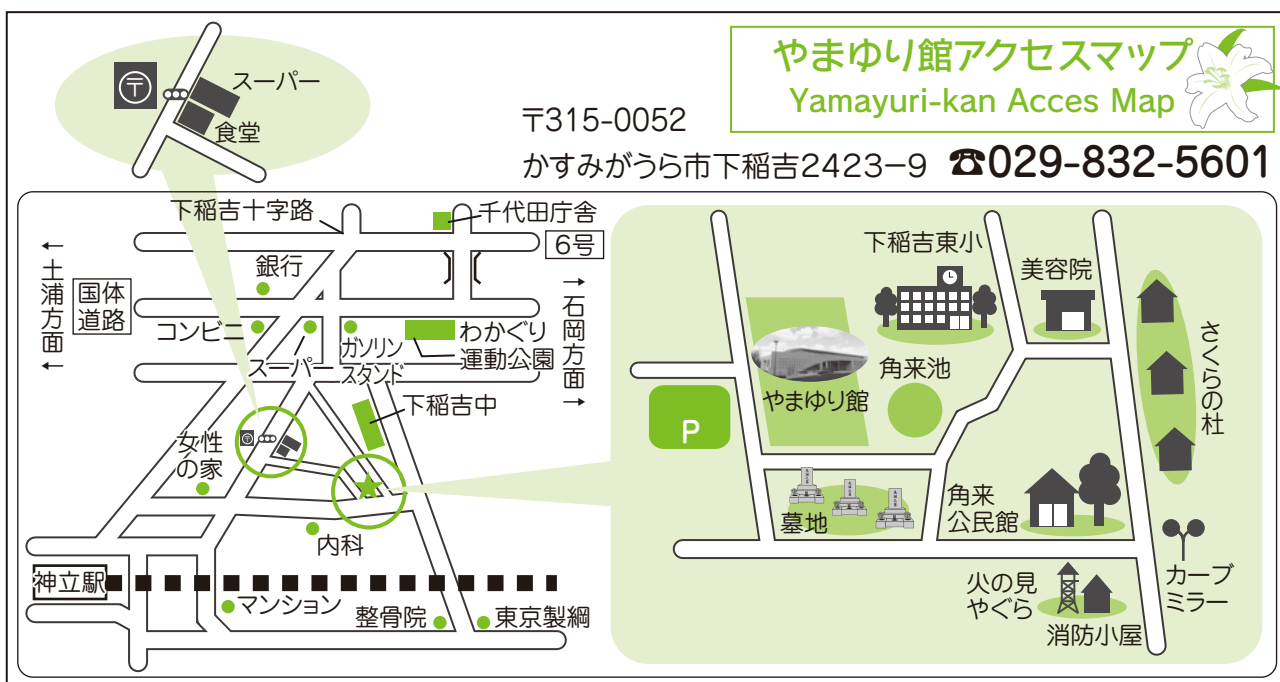 やまゆり館アクセスマップ
Yamayuri-kan Acces Map
〒315-0052
かすみがうら市下稲吉2423−9 ☎029-832-5601
〒
スーパー
食堂
下稲吉十字路
千代田庁舎
6号
← 土浦方面 ←
国体
道路
銀行
→ 石岡方面 →
コンビニ
スーパー
ガソリン
スタンド
わかぐり
運動公園
下稲吉中
〒
女性
の家
内科
神立駅
マンション
整骨院
東京製綱
下稲吉東小
美容院
さくらの杜
やまゆり館
角来池
P
墓地
角来
公民館
火の見
やぐら
消防小屋
カーブ
ミラー